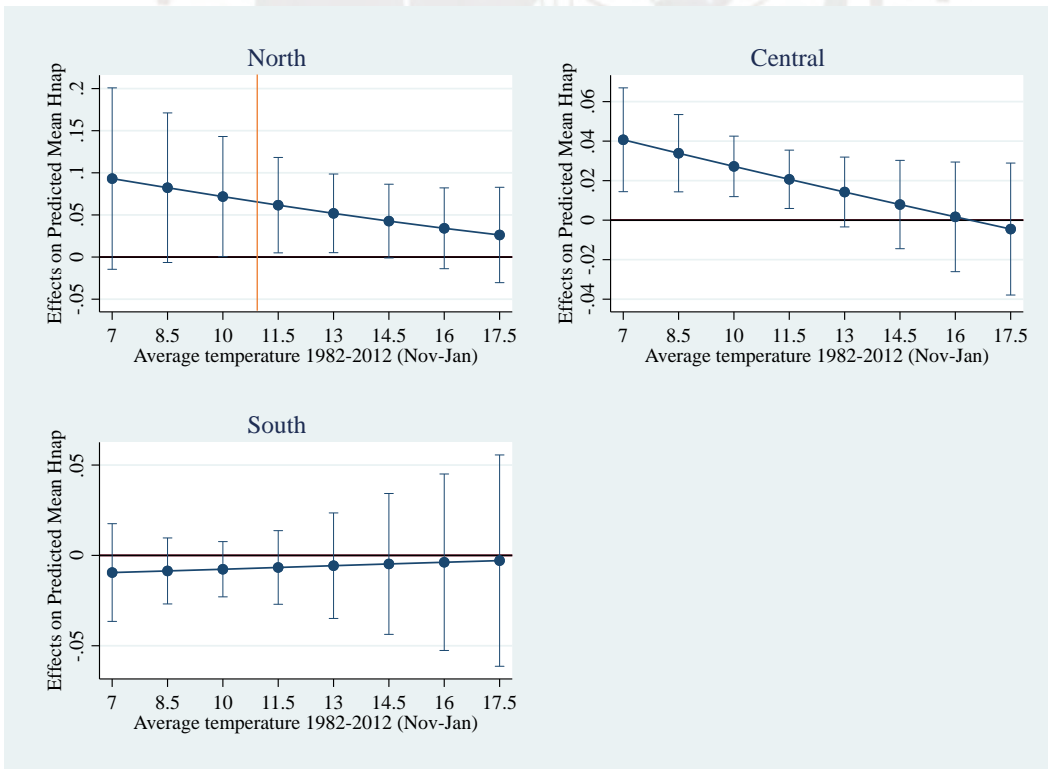 North
Effects on Predicted Mean Hnap
.2
.15
.1
.05
0
-.05
7 8.5 10 11.5 13 14.5 16 17.5
Average temperature 1982-2012 (Nov-Jan)
Central
Effects on Predicted Mean Hnap
.06
.04
.02
0
-.02
-.04
7 8.5 10 11.5 13 14.5 16 17.5
Average temperature 1982-2012 (Nov-Jan)
South
Effects on Predicted Mean Hnap
.05
0
-.05
7 8.5 10 11.5 13 14.5 16 17.5
Average temperature 1982-2012 (Nov-Jan)